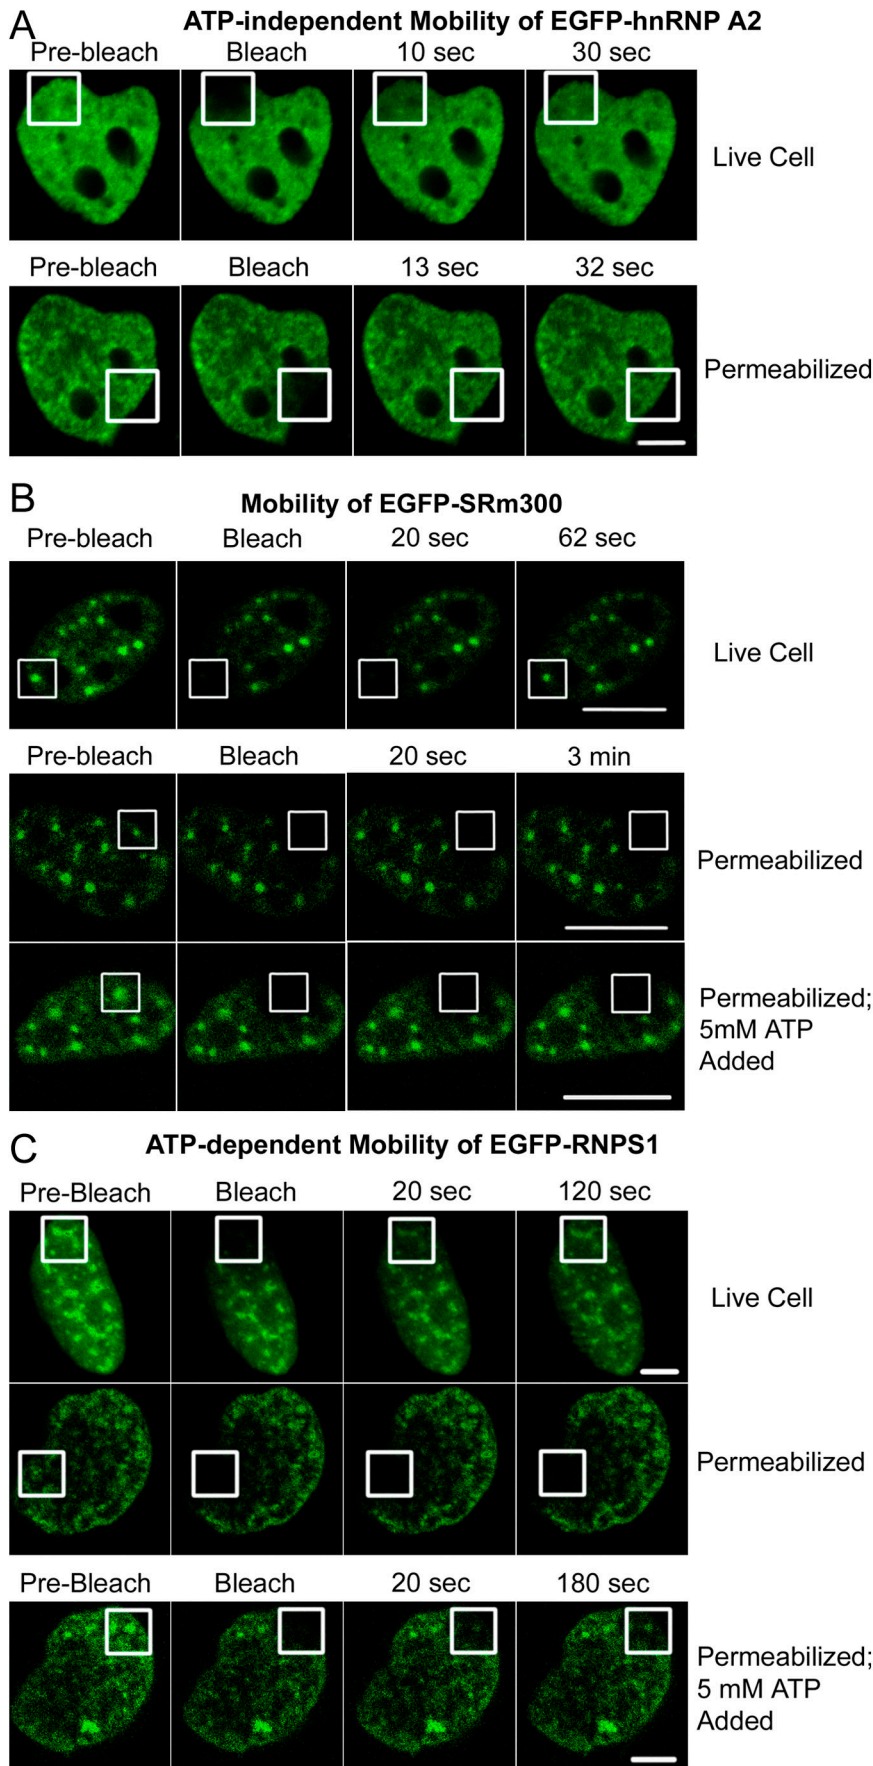 A
ATP-independent Mobility of EGFP-hnRNP A2
Pre-bleach Bleach 10 sec 30 sec
Live Cell
Pre-bleach Bleach 13 sec 32 sec
Permeabilized
B
Mobility of EGFP-SRm300
Pre-bleach Bleach 20 sec 62 sec
Live Cell
Pre-bleach Bleach 20 sec 3 min
Permeabilized
Permeabilized;
5mM ATP
Added
C
ATP-dependent Mobility of EGFP-RNPS1
Pre-Bleach Bleach 20 sec 120 sec
Live Cell
Permeabilized
Pre-Bleach Bleach 20 sec 180 sec
Permeabilized;
5 mM ATP
Added